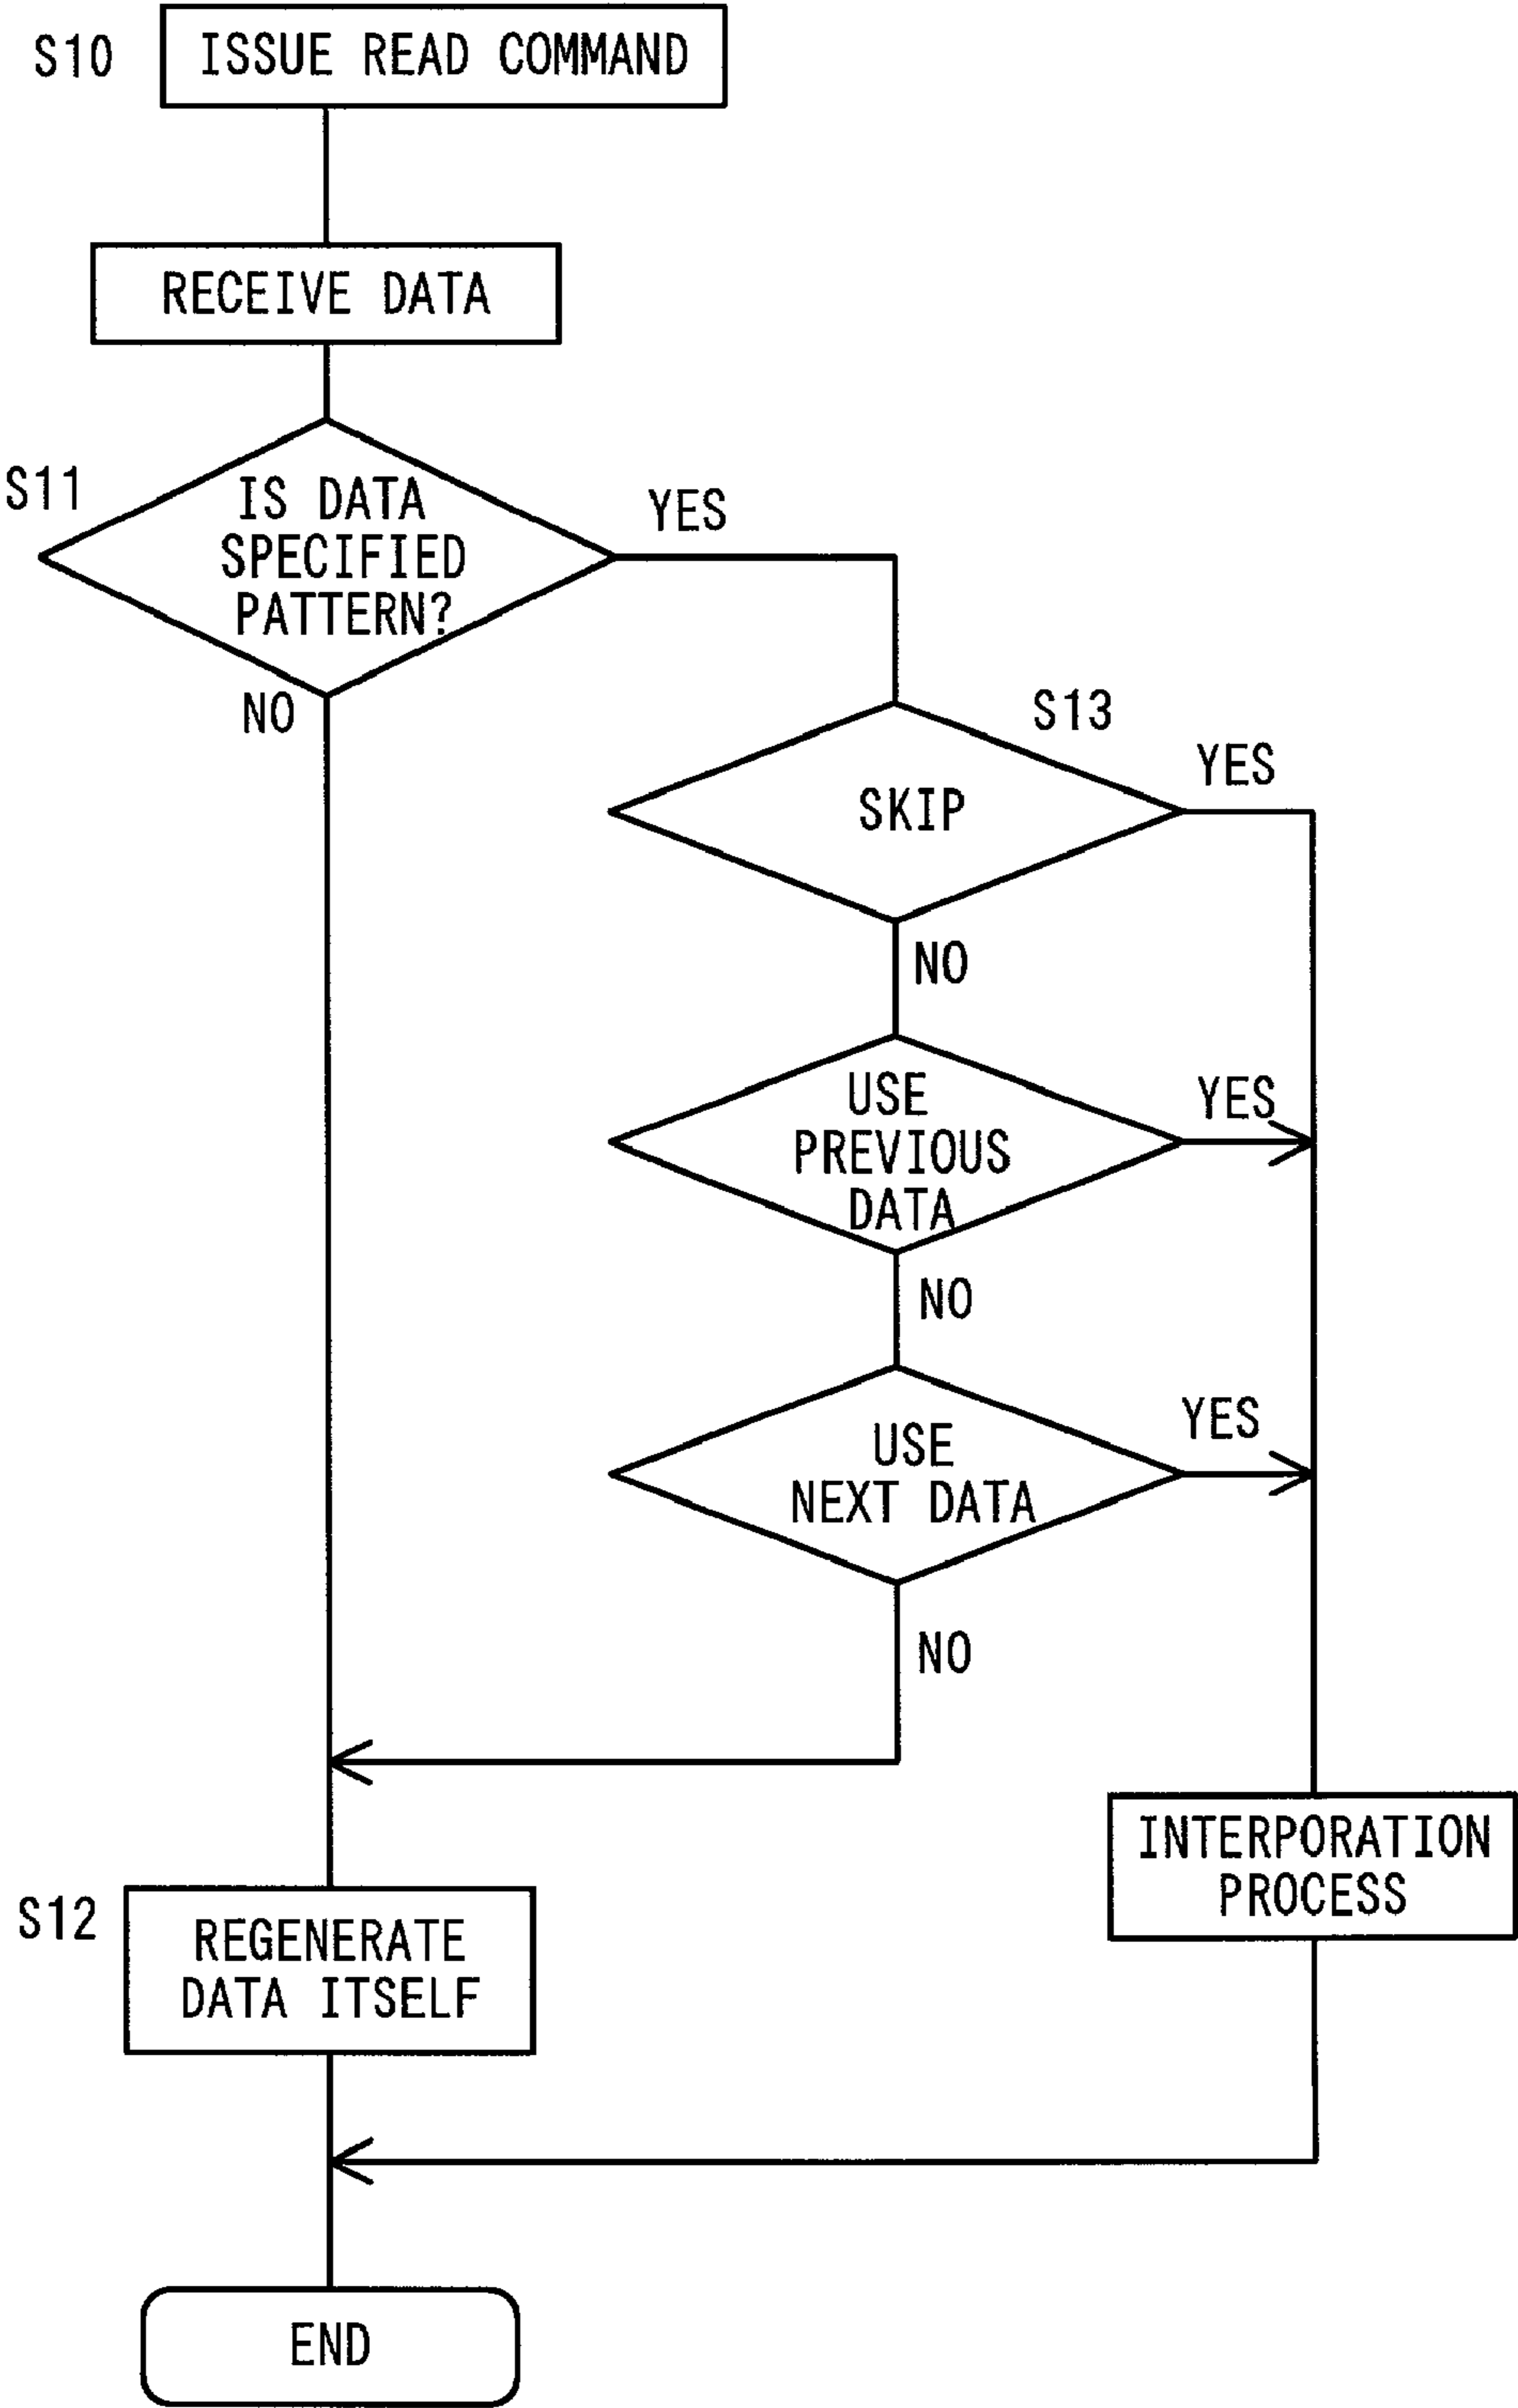 S10
ISSUE READ COMMAND
RECEIVE DATA
S11
IS DATA
SPECIFIED
PATTERN?
YES
NO
S13
SKIP
YES
NO
USE
PREVIOUS
DATA
YES
NO
USE
NEXT DATA
YES
NO
INTERPORATION
PROCESS
S12
REGENERATE
DATA ITSELF
END